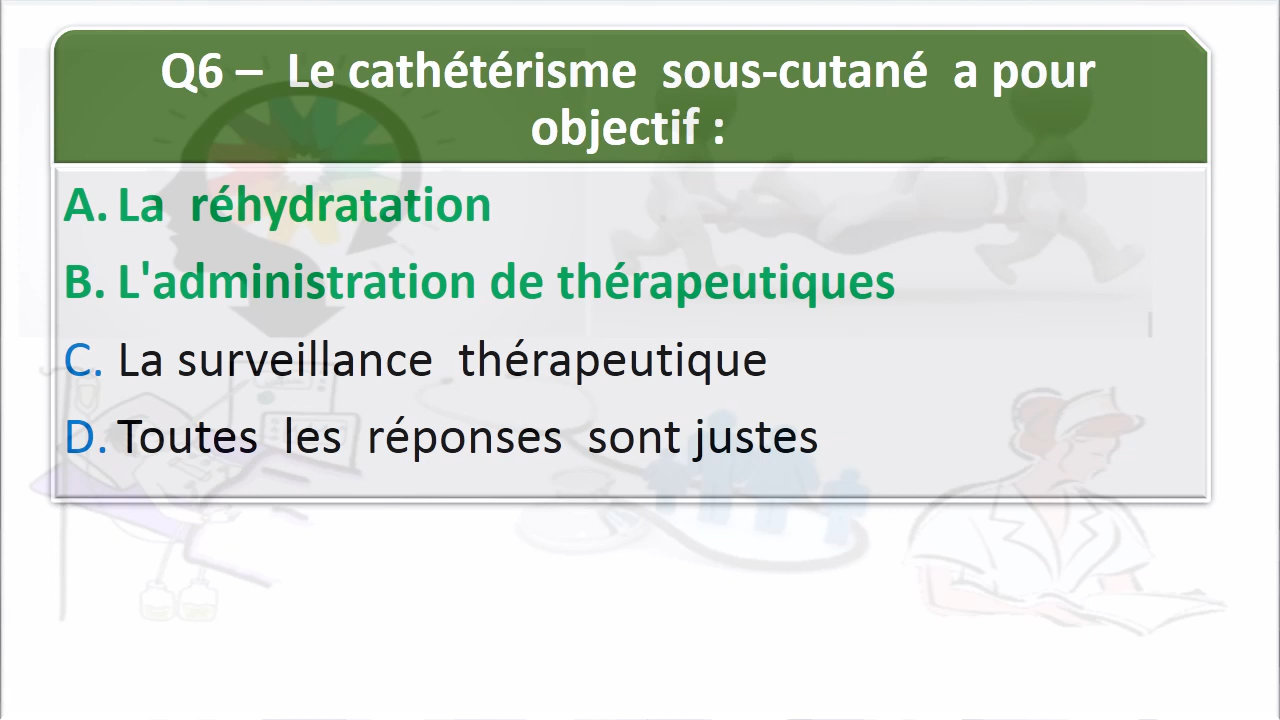 Q6 – Le cathétérisme sous-cutané a pour
objectif :
A. La réhydratation
B. L'administration de thérapeutiques
C. La surveillance thérapeutique
D. Toutes les réponses sont justes